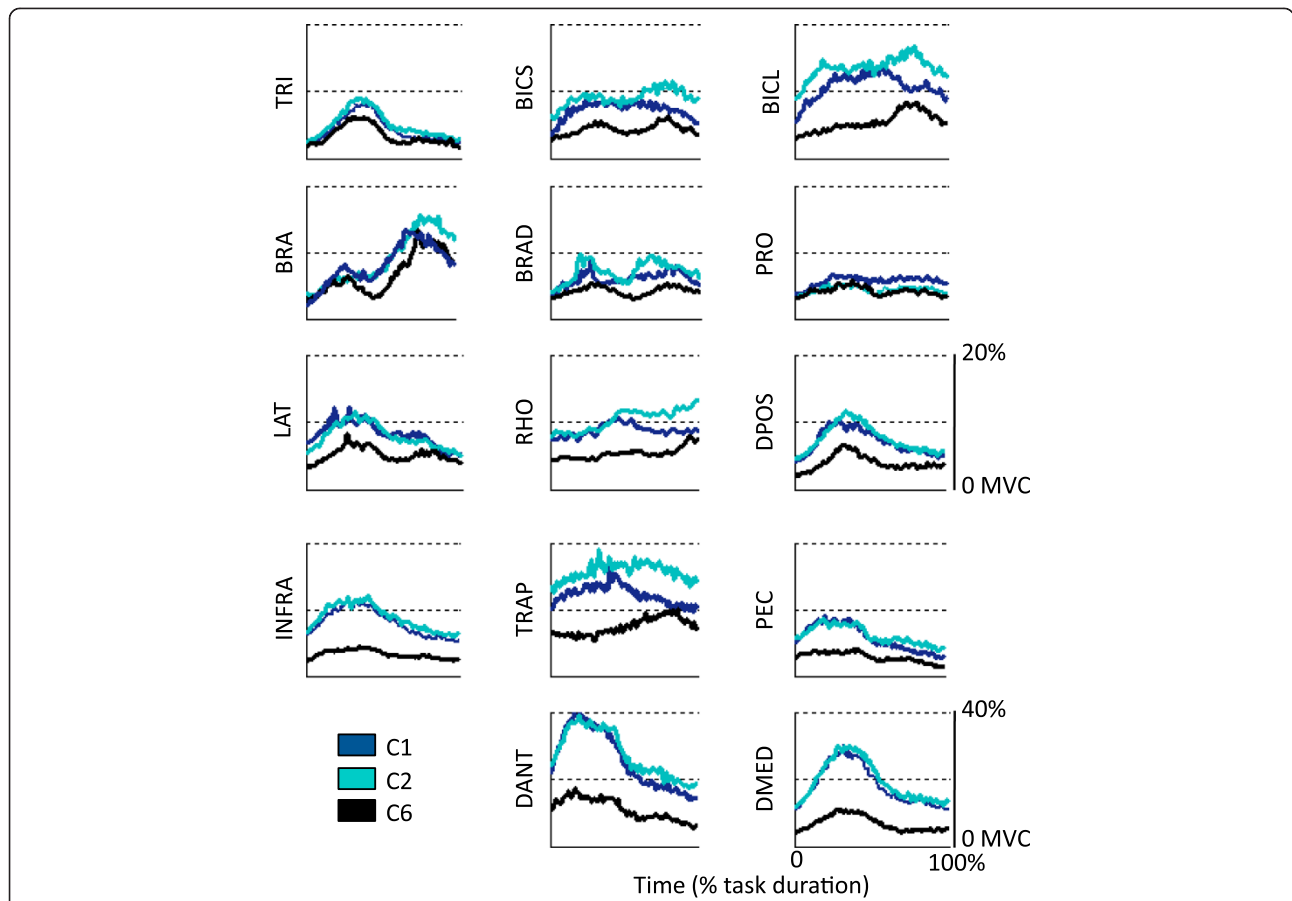 TRI
BICS
BICL
BRA
BRAD
PRO
LAT
RHO
DPOS
20%
0 MVC
INFRA
TRAP
PEC
C1
C2
C6
DANT
DMED
40%
0 MVC
0
100%
Time (% task duration)